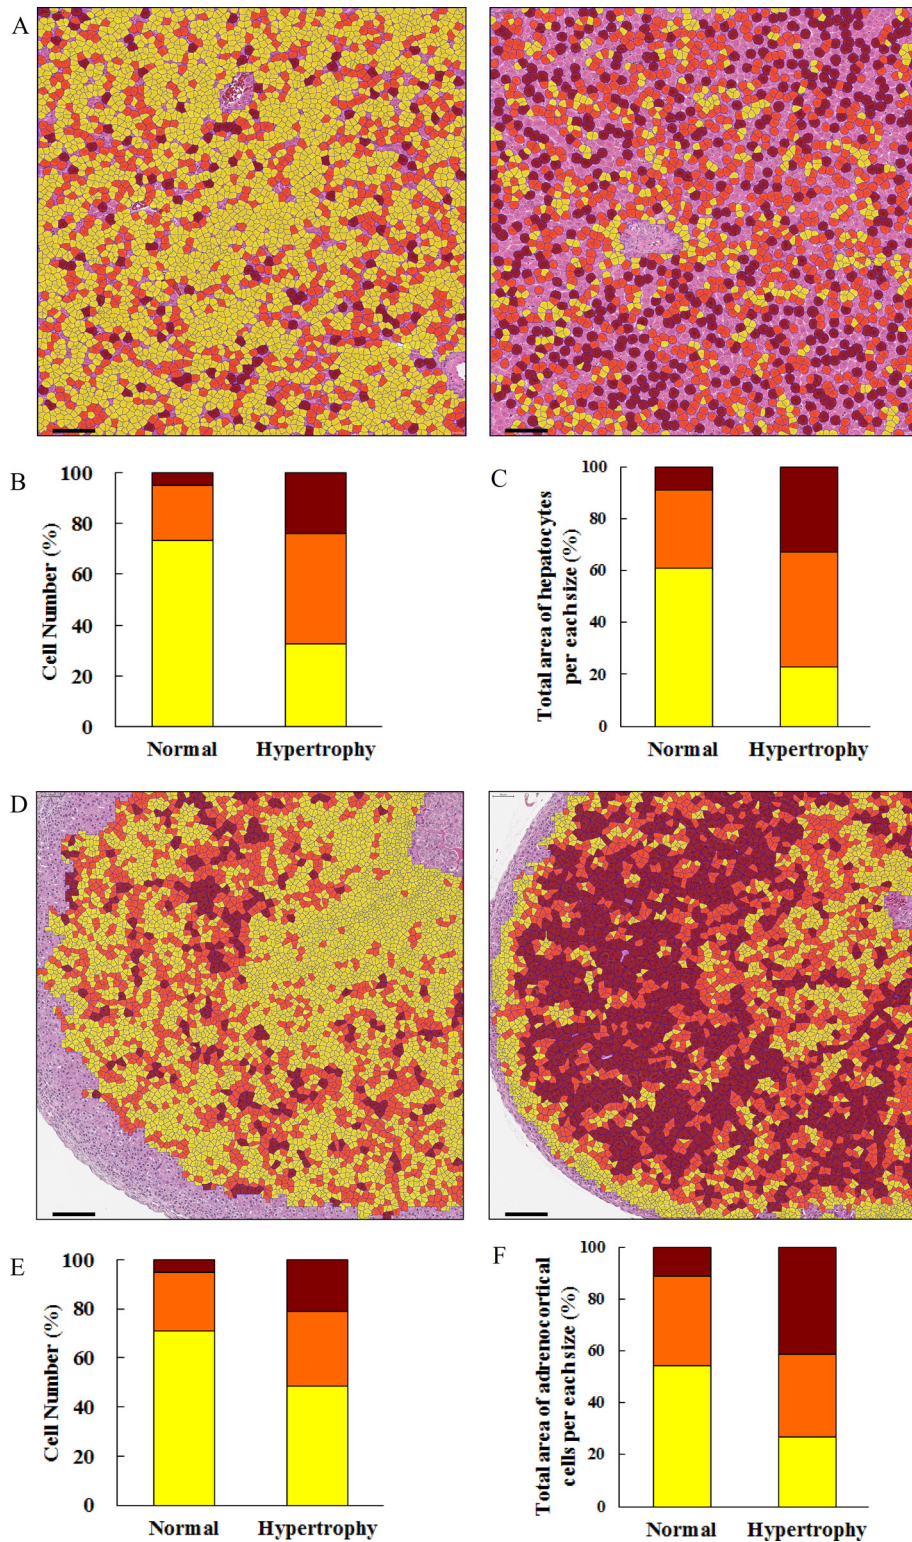 A
B
100
80
60
40
20
0
Cell Number (%)
Normal Hypertrophy
C
100
80
60
40
20
0
Total area of hepatocytes
per each size (%)
Normal Hypertrophy
D
E
100
80
60
40
20
0
Cell Number (%)
Normal Hypertrophy
F
100
80
60
40
20
0
Total area of adrenocortical
cells per each size (%)
Normal Hypertrophy